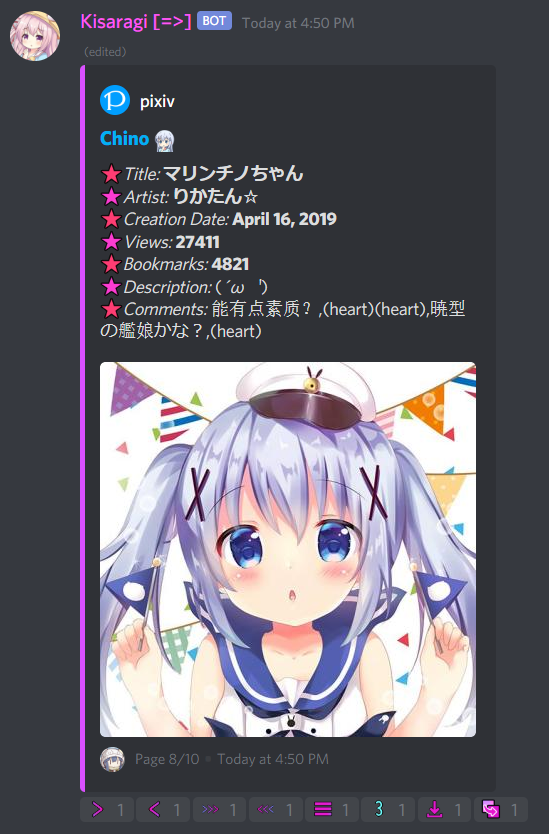 Kisaragi [=>] BOT Today at 4:50 PM
(edited)
pixiv
Chino
Title: マリンチノちゃん
Artist: りかたん☆
Creation Date: April 16, 2019
Views: 27411
Bookmarks: 4821
Description: (´ω`)
Comments: 能有点素质？,(heart)(heart),暁型
の艦娘かな？,(heart)
Page 8/10 • Today at 4:50 PM
> 1 < 1 >>> 1 <<< 1 1 3 1 1 1